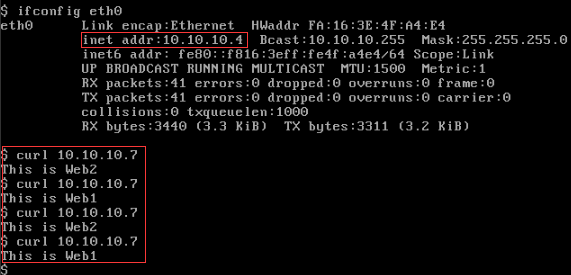 $ ifconfig eth0
eth0      Link encap:Ethernet  HWaddr FA:16:3E:4F:A4:E4
          inet addr:10.10.10.4  Bcast:10.10.10.255  Mask:255.255.255.0
          inet6 addr: fe80::f816:3eff:fe4f:a4e4/64 Scope:Link
          UP BROADCAST RUNNING MULTICAST  MTU:1500  Metric:1
          RX packets:41 errors:0 dropped:0 overruns:0 frame:0
          TX packets:41 errors:0 dropped:0 overruns:0 carrier:0
          collisions:0 txqueuelen:1000
          RX bytes:3440 (3.3 KiB)  TX bytes:3311 (3.2 KiB)
$ curl 10.10.10.7
This is Web2
$ curl 10.10.10.7
This is Web1
$ curl 10.10.10.7
This is Web2
$ curl 10.10.10.7
This is Web1
$